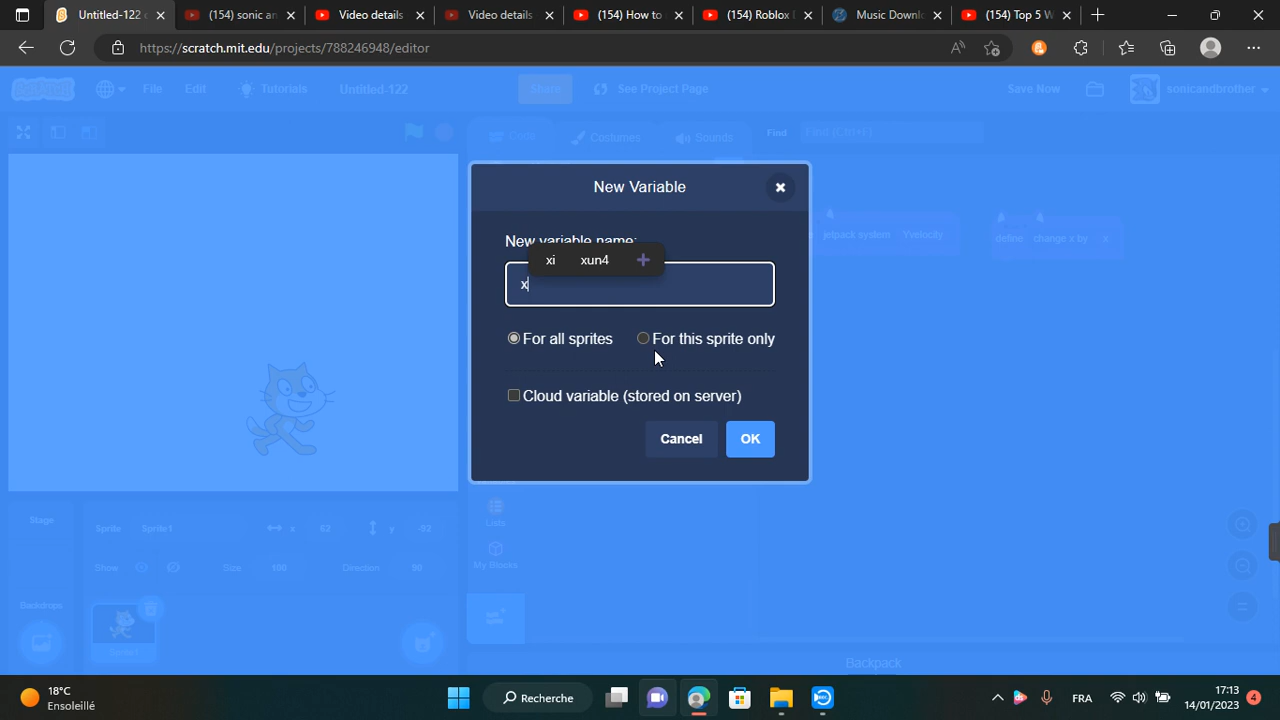 Untitled-122
(154) sonic an
Video details
Video details
(154) How to
(154) Roblox
Music Downl
(154) Top 5 W
https://scratch.mit.edu/projects/788246948/editor
File
Edit
Tutorials
Untitled-122
Share
See Project Page
Save Now
sonicandbrother
Code
Costumes
Sounds
Find
Find (Ctrl+F)
New Variable
New variable name:
xi xun4
x
For all sprites
For this sprite only
Cloud variable (stored on server)
Cancel
OK
jetpack system Yvelocity
define change x by x
Lists
My Blocks
Stage
Sprite
Sprite1
x
62
y
-92
Show
Size
100
Direction
90
Backdrops
Sprite1
Backpack
18°C
Ensoleillé
Recherche
FRA
17:13
14/01/2023
4